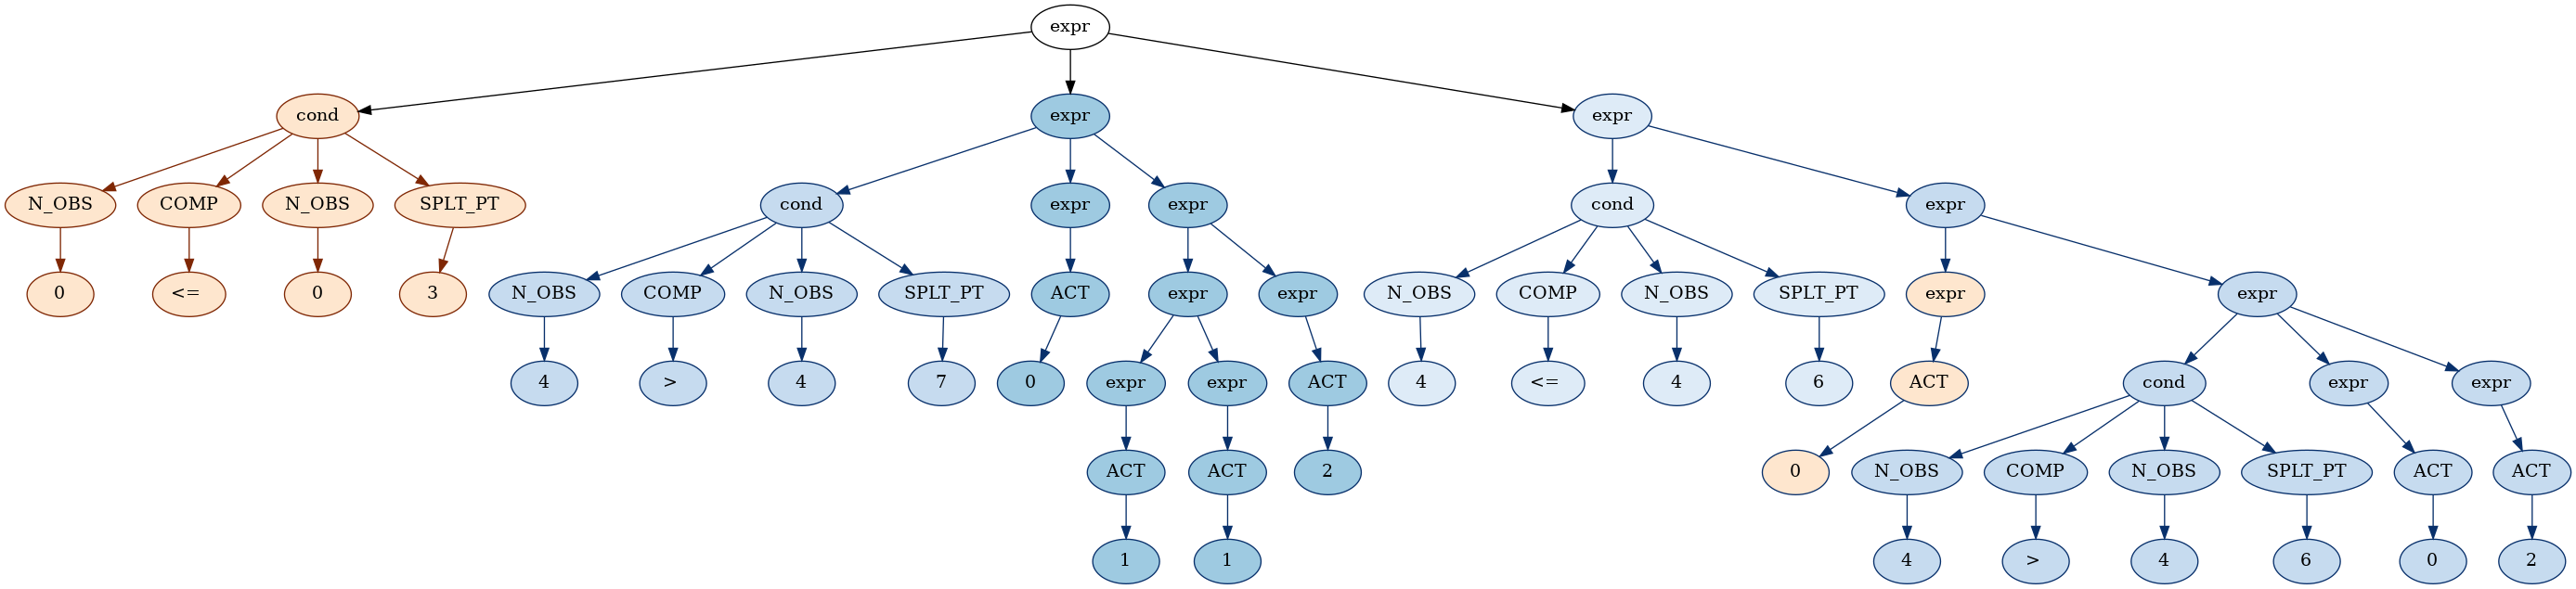 expr
cond expr expr
N_OBS COMP N_OBS SPLT_PT cond expr expr cond expr
0 <= 0 3 N_OBS COMP N_OBS SPLT_PT ACT expr expr N_OBS COMP N_OBS SPLT_PT expr expr
4 > 4 7 0 expr expr ACT 4 <= 4 6 ACT cond expr expr
ACT ACT 2 0 N_OBS COMP N_OBS SPLT_PT ACT ACT
1 1 4 > 4 6 0 2